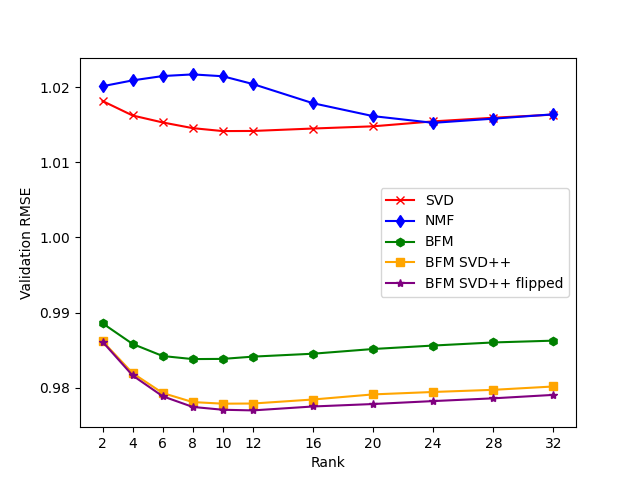 1.02
1.01
1.00
0.99
0.98
Validation RMSE
SVD
NMF
BFM
BFM SVD++
BFM SVD++ flipped
2 4 6 8 10 12 16 20 24 28 32
Rank